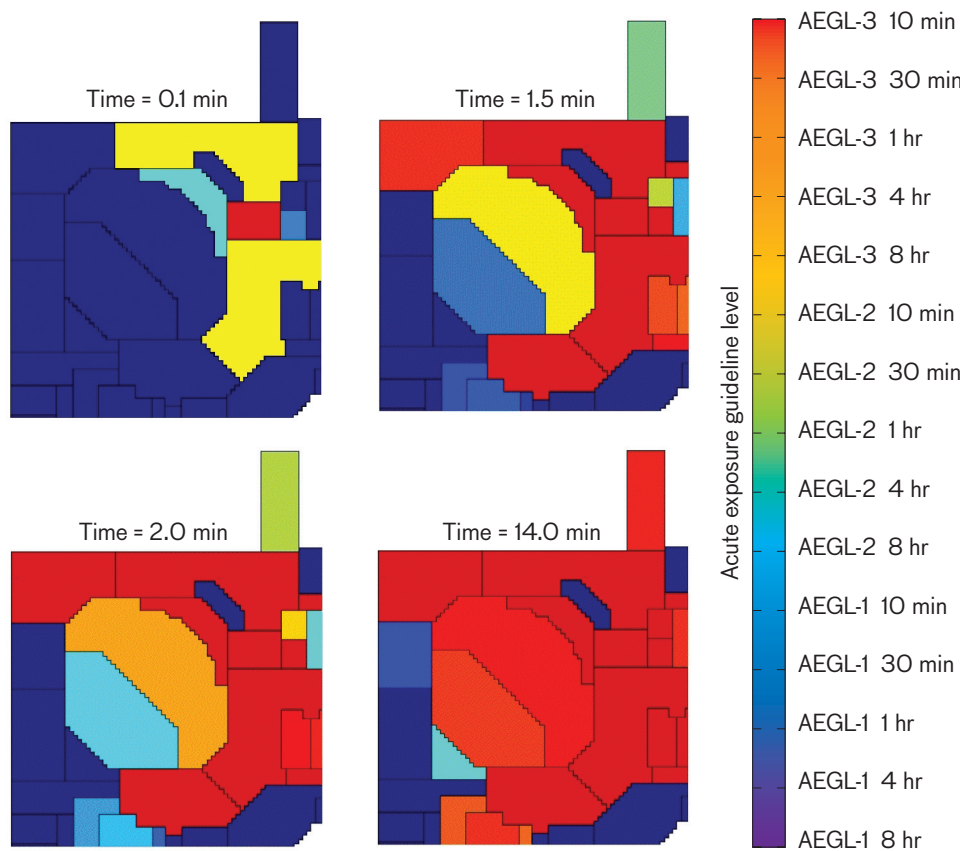 Time = 0.1 min
Time = 1.5 min
Time = 2.0 min
Time = 14.0 min
Acute exposure guideline level
AEGL-3 10 min
AEGL-3 30 min
AEGL-3 1 hr
AEGL-3 4 hr
AEGL-3 8 hr
AEGL-2 10 min
AEGL-2 30 min
AEGL-2 1 hr
AEGL-2 4 hr
AEGL-2 8 hr
AEGL-1 10 min
AEGL-1 30 min
AEGL-1 1 hr
AEGL-1 4 hr
AEGL-1 8 hr